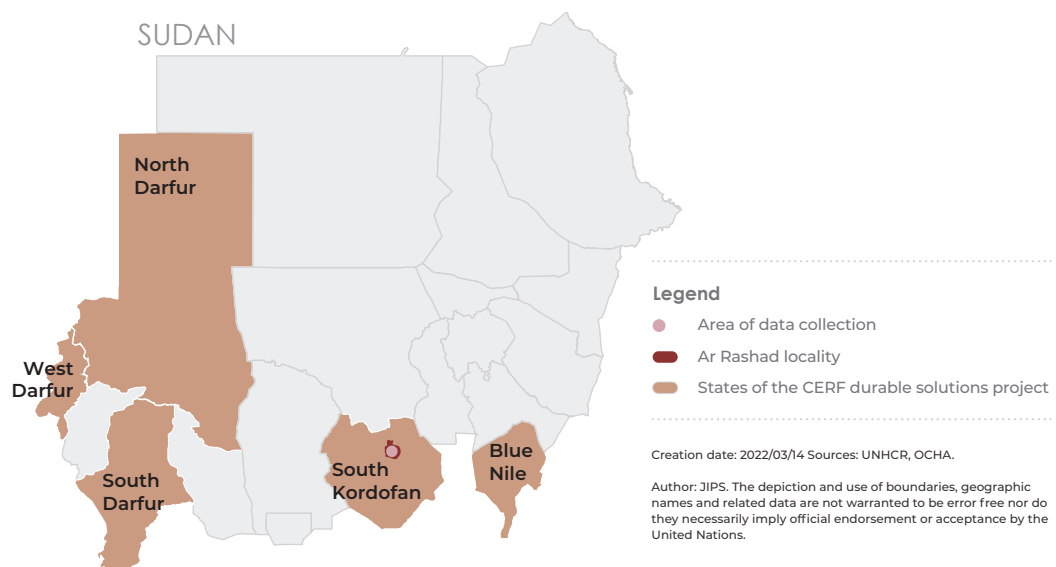 SUDAN
North
Darfur
West
Darfur
South
Darfur
South
Kordofan
Blue
Nile
Legend
Area of data collection
Ar Rashad locality
States of the CERF durable solutions project
Creation date: 2022/03/14 Sources: UNHCR, OCHA.
Author: JIPS. The depiction and use of boundaries, geographic
names and related data are not warranted to be error free nor do
they necessarily imply official endorsement or acceptance by the
United Nations.